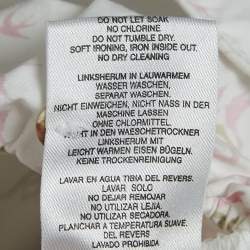 DO NOT LET SOAK
NO CHLORINE
DO NOT TUMBLE DRY.
SOFT IRONING, IRON INSIDE OUT.
NO DRY CLEANING
LINKSHERUM IN LAUWARMEM
WASSER WASCHEN,
SEPARAT WASCHEN,
NICHT EINWEICHEN, NICHT NASS IN DER
MASCHINE LASSEN
OHNE CHLORMITTEL.
IN DEN WAESCHETROCKNER
LINKSHERUM MIT
LEICHT WARMEN EISEN BÜGELN.
KEINE TROCKENREINIGUNG
LAVAR EN AGUA TIBIA DEL REVERS.
LAVAR SOLO
NO DEJAR REMOJAR
NO UTILIZAR LEJIA.
NO UTILIZAR SECADORA.
PLANCHAR A TEMPERATURA SUAVE.
DEL REVERS
LAVADO PROHIBIDA